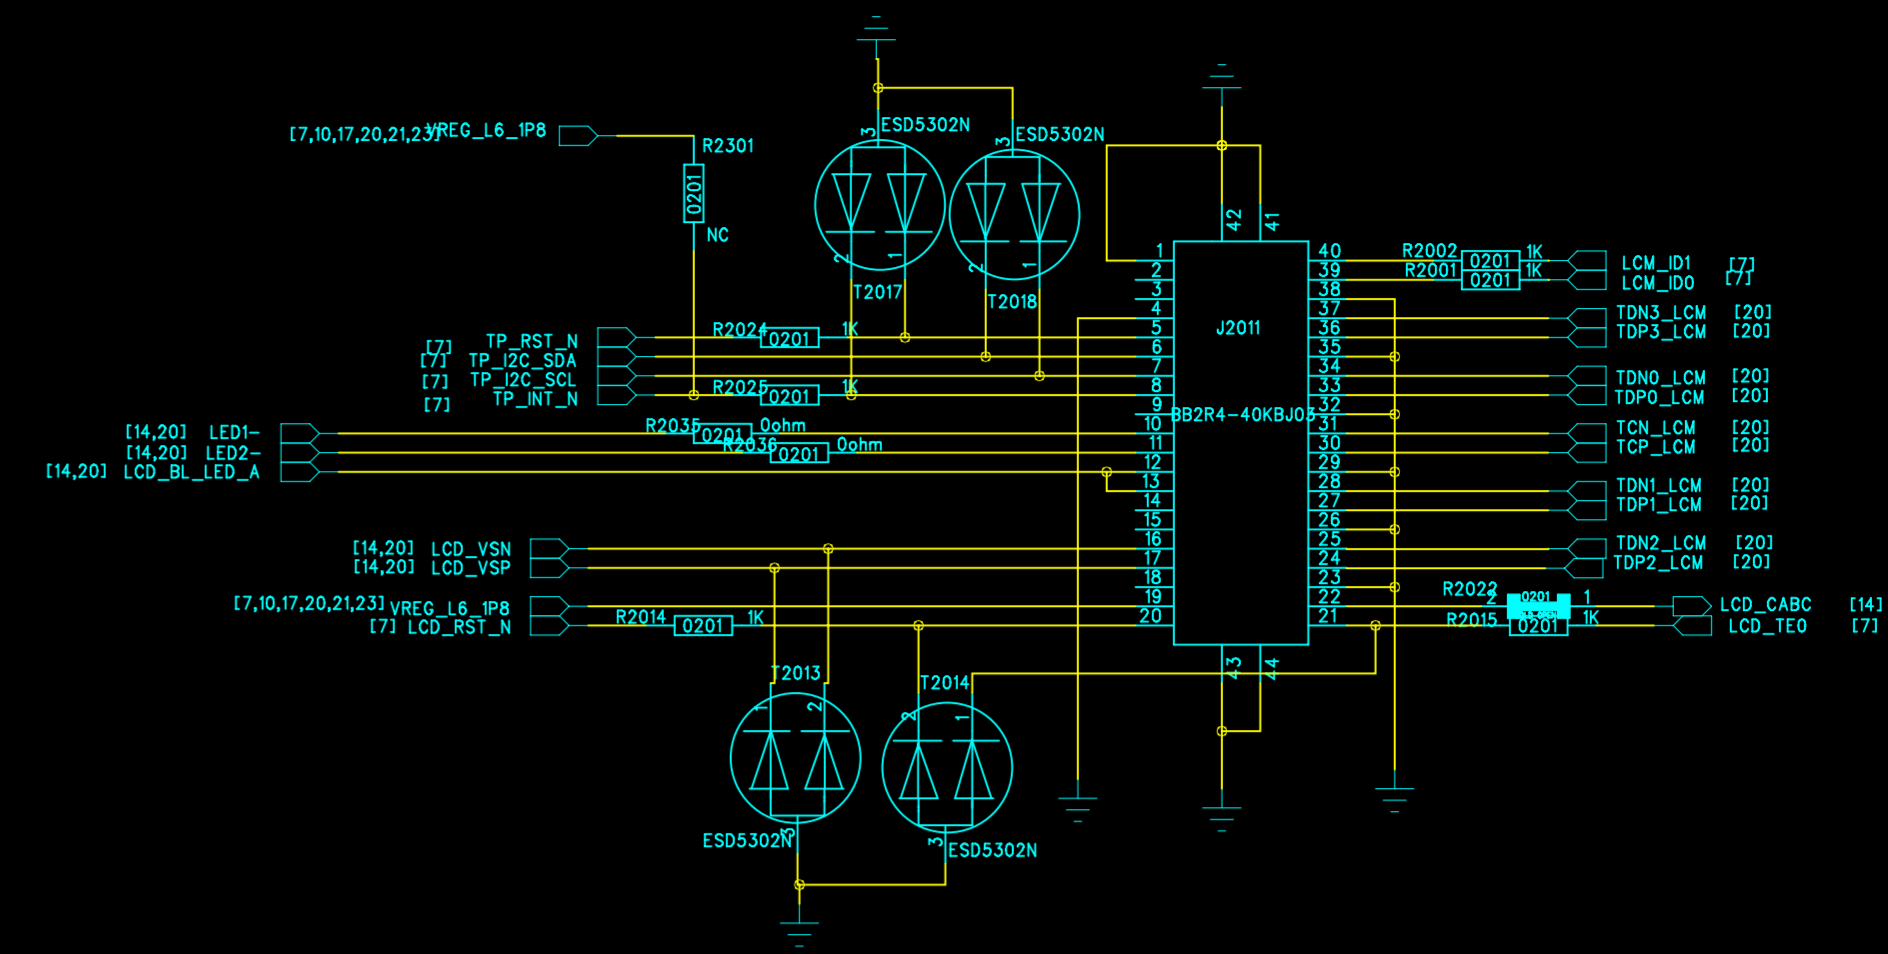 ESD5302N
ESD5302N
[7,10,17,20,21,23]
VREG_L6_1P8
R2301
0201
NC
3
3
2
1
2
1
T2017
T2018
42
41
1
2
3
4
5
6
7
8
9
10
11
12
13
14
15
16
17
18
19
20
J2011
BB2R4-40KBJ03
40
39
38
37
36
35
34
33
32
31
30
29
28
27
26
25
24
23
22
21
43
44
R2002 0201 1K LCM_ID1 [7]
R2001 0201 1K LCM_ID0 [7]
TDN3_LCM [20]
TDP3_LCM [20]
TDN0_LCM [20]
TDP0_LCM [20]
TCN_LCM [20]
TCP_LCM [20]
TDN1_LCM [20]
TDP1_LCM [20]
TDN2_LCM [20]
TDP2_LCM [20]
R2022 2 0201 1 LCD_CABC [14]
R2015 0201 1K LCD_TE0 [7]
[7] TP_RST_N R2024 0201 1K
[7] TP_I2C_SDA
[7] TP_I2C_SCL
[7] TP_INT_N R2025 0201 1K
[14,20] LED1- R2035 0201 0ohm
[14,20] LED2- R2036 0201 0ohm
[14,20] LCD_BL_LED_A
[14,20] LCD_VSN
[14,20] LCD_VSP
[7,10,17,20,21,23] VREG_L6_1P8
[7] LCD_RST_N R2014 0201 1K
T2013
T2014
1
2
2
1
3
3
ESD5302N
ESD5302N